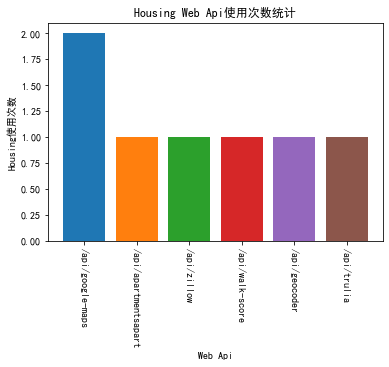 Housing Web Api使用次数统计
Housing使用次数
2.00
1.75
1.50
1.25
1.00
0.75
0.50
0.25
0.00
/api/google-maps
/api/apartmentsapart
/api/zillow
/api/walk-score
/api/geocoder
/api/trulia
Web Api